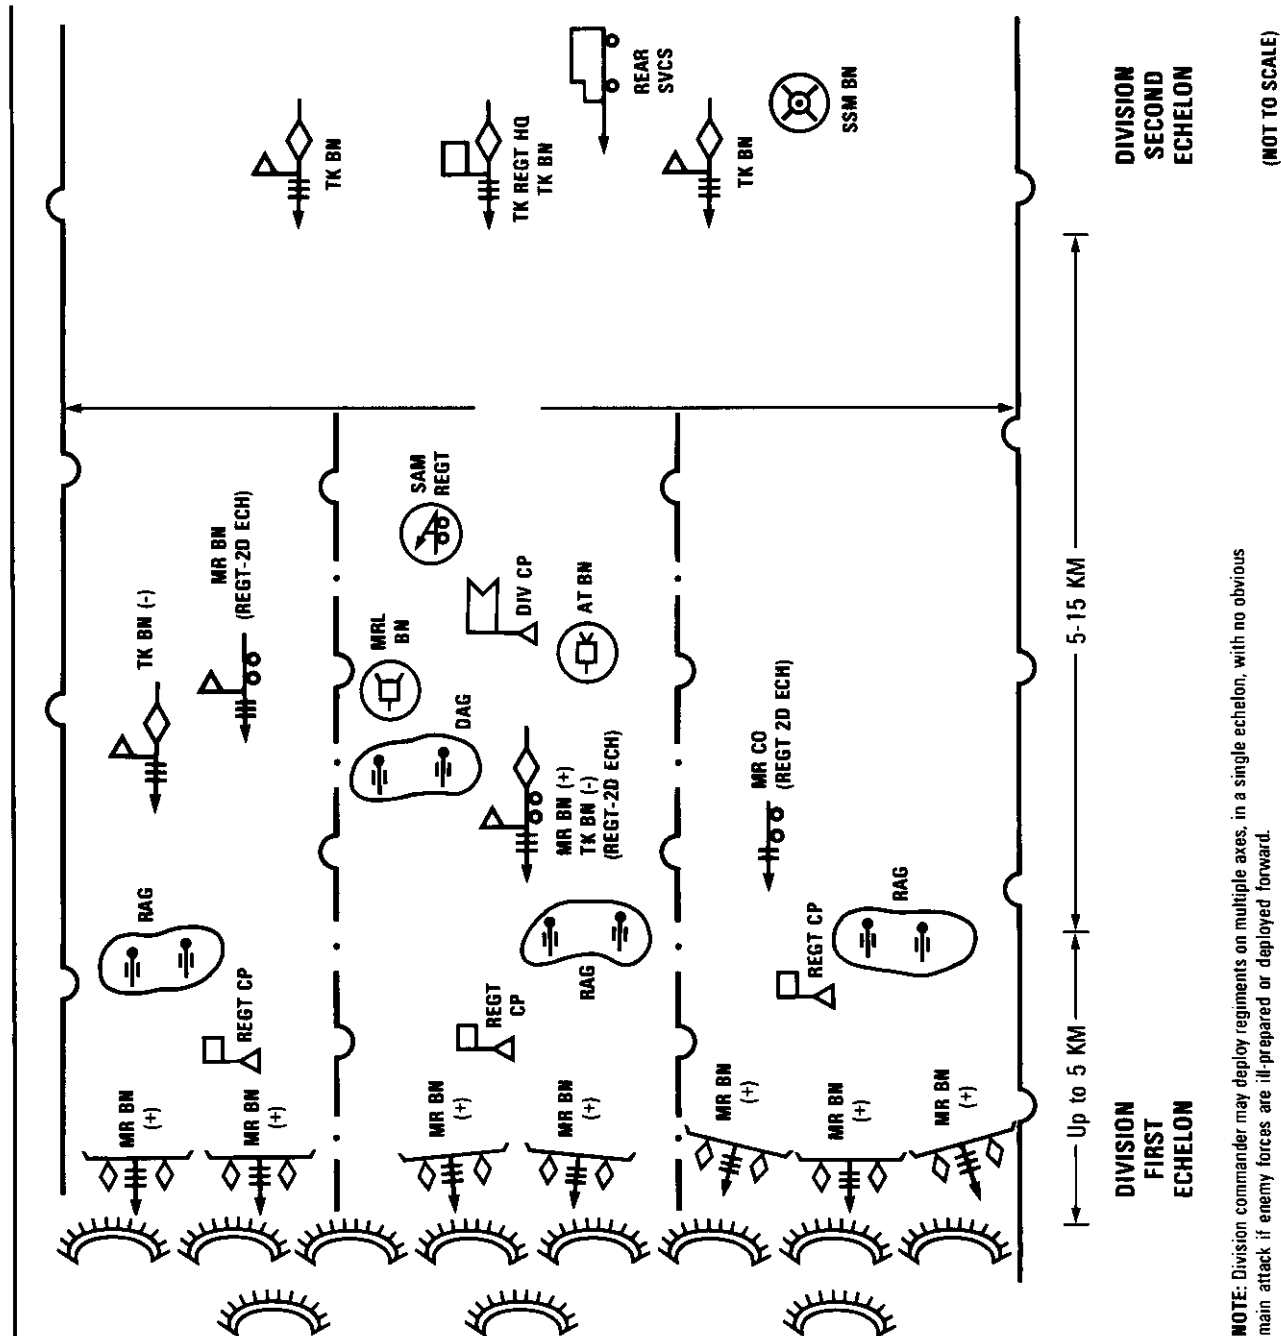 MR BN
(+)
RAG
TK BN (-)
REGT CP
MR BN
(+)
MR BN
(REGT-2D ECH)
TK BN
MRL
BN
SAM
REGT
MR BN
(+)
REGT
CP
DAG
DIV CP
TK REGT HQ
TK BN
MR BN
(+)
RAG
MR BN (+)
TK BN (-)
(REGT-2D ECH)
AT BN
REAR
SVCS
MR BN
(+)
REGT CP
MR CO
(REGT 2D ECH)
TK BN
MR BN
(+)
RAG
SSM BN
MR BN
(+)
Up to 5 KM
5-15 KM
DIVISION
FIRST
ECHELON
DIVISION
SECOND
ECHELON
NOTE: Division commander may deploy regiments on multiple axes, in a single echelon, with no obvious
main attack if enemy forces are ill-prepared or deployed forward.
(NOT TO SCALE)